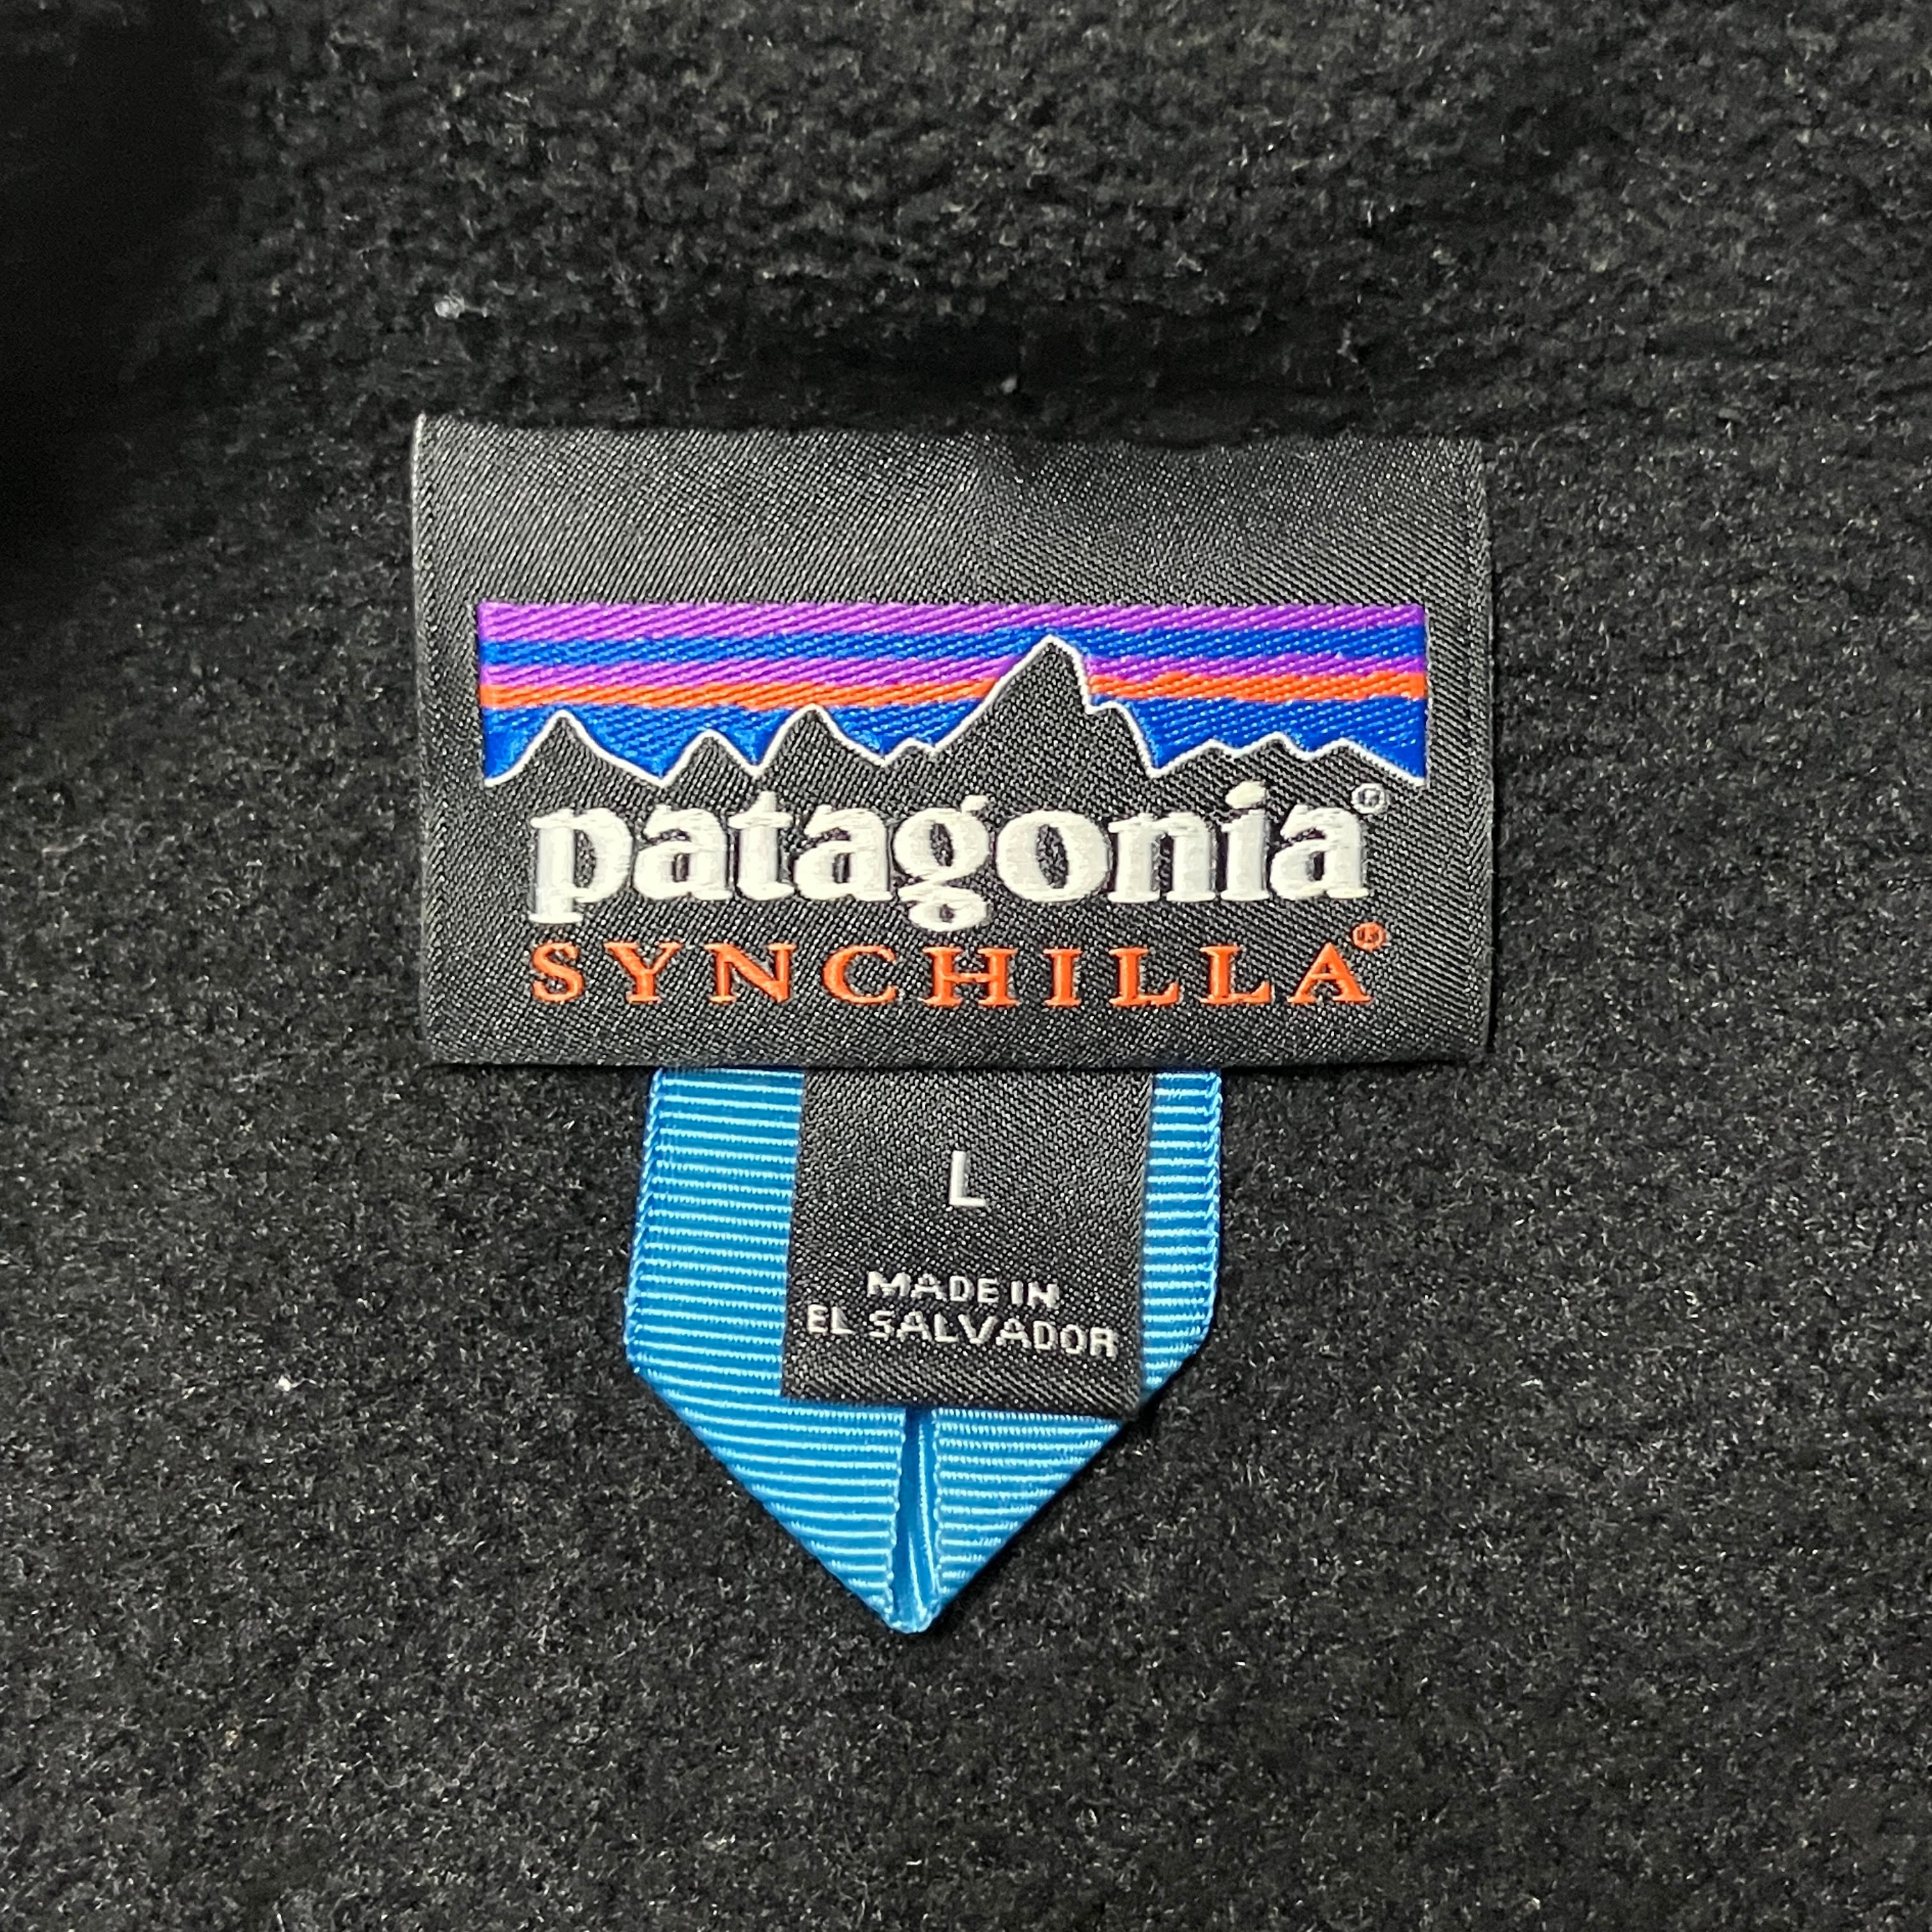 patagonia®
SYNCHILLA®
L
MADE IN
EL SALVADOR